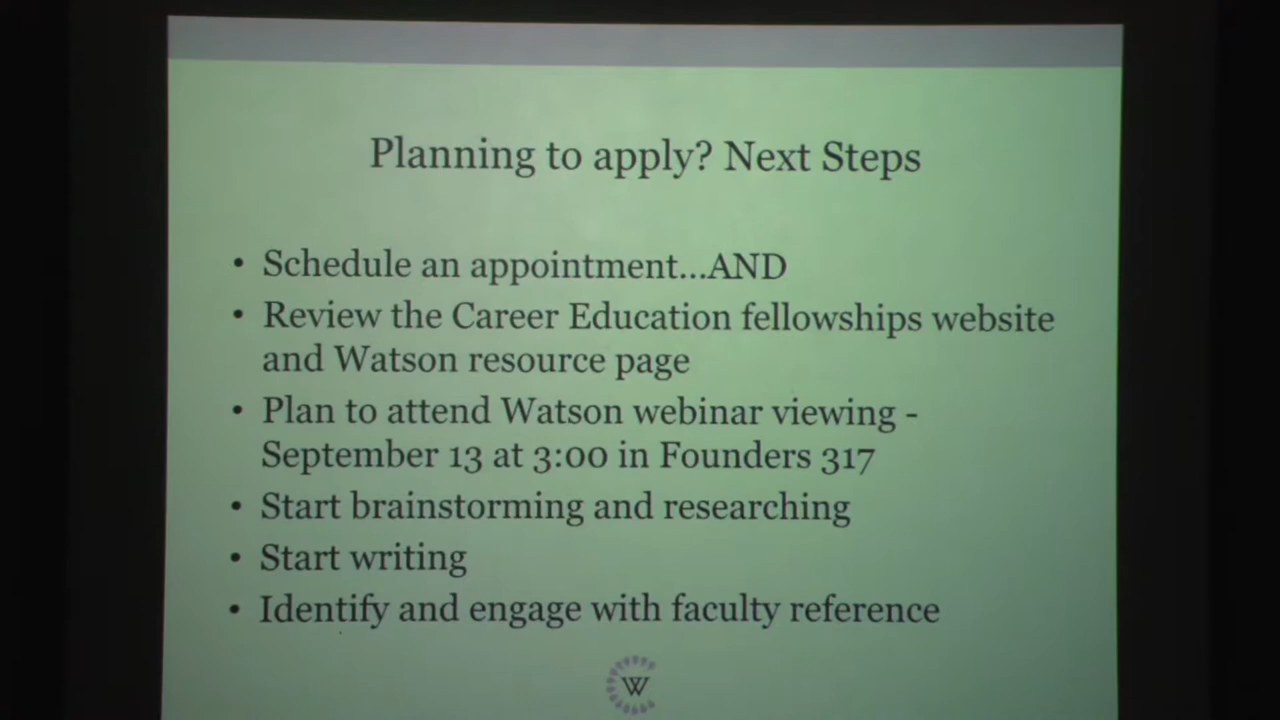 Planning to apply? Next Steps
• Schedule an appointment...AND
• Review the Career Education fellowships website
and Watson resource page
• Plan to attend Watson webinar viewing -
September 13 at 3:00 in Founders 317
• Start brainstorming and researching
• Start writing
• Identify and engage with faculty reference
W